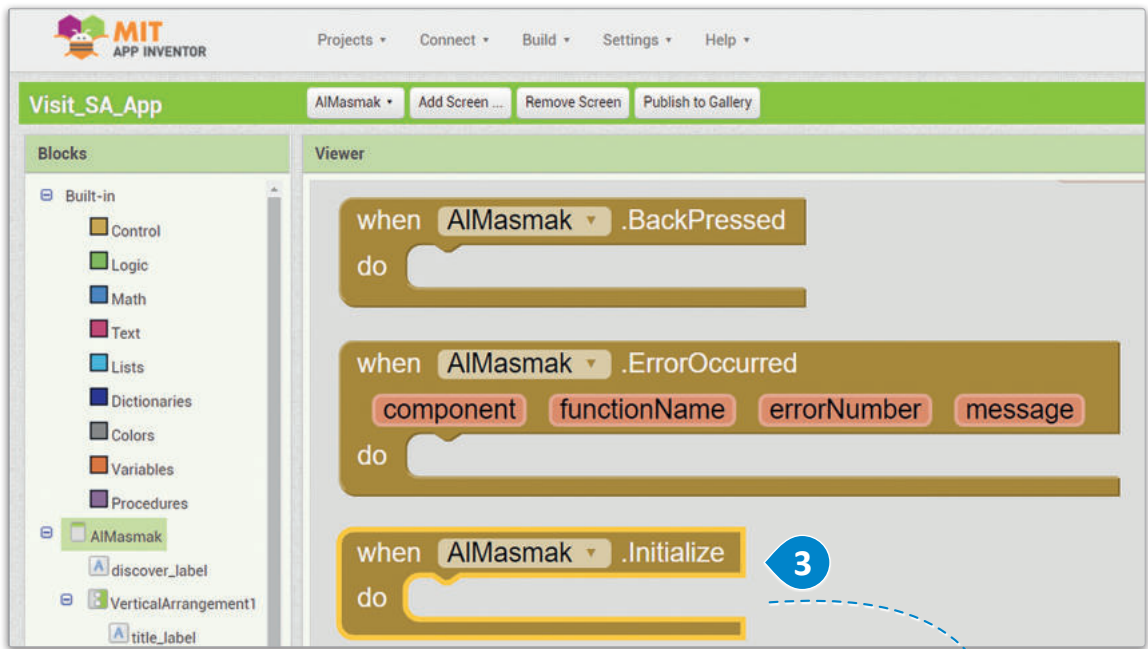 MIT
APP INVENTOR
Projects Connect Build Settings Help
Visit_SA_App
AlMasmak Add Screen ... Remove Screen Publish to Gallery
Blocks
Viewer
Built-in
Control
Logic
Math
Text
Lists
Dictionaries
Colors
Variables
Procedures
AlMasmak
A discover_label
VerticalArrangement1
A title_label
when AlMasmak .BackPressed
do
when AlMasmak .ErrorOccurred
component functionName errorNumber message
do
when AlMasmak .Initialize
do
3